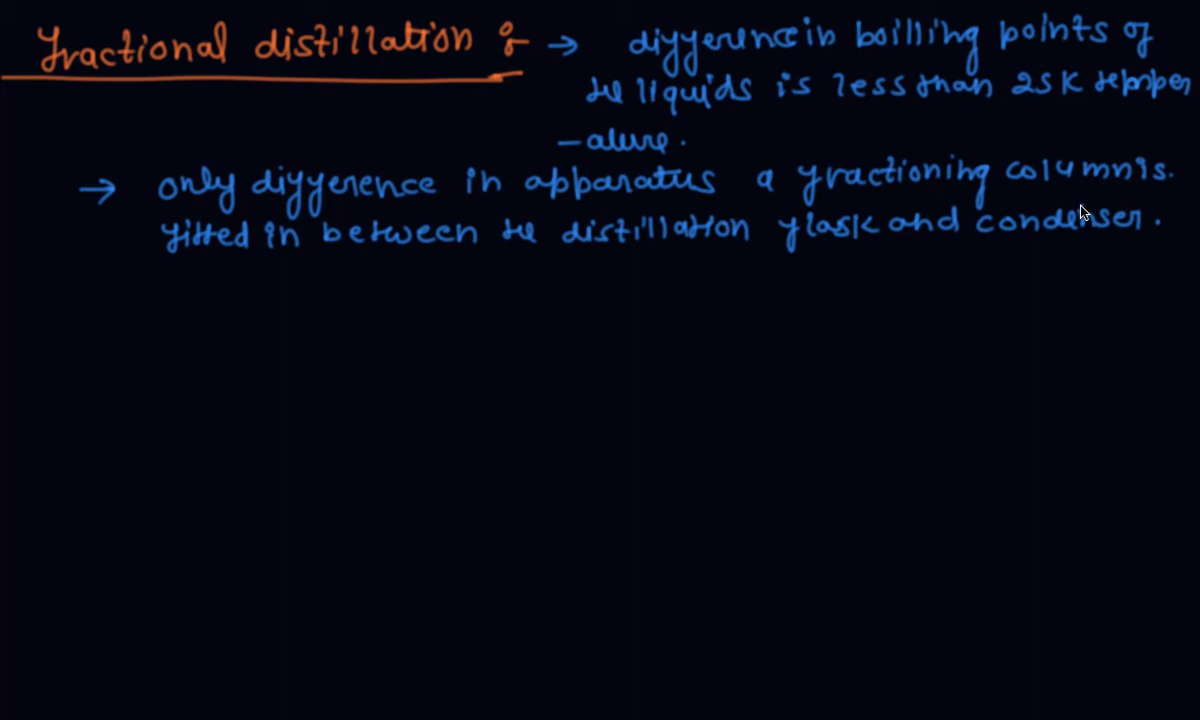 fractional distillation :- → difference in boilling points of
the liquids is less than 25K temper
- ature.
→ only difference in apparatus a fractioning column is.
fitted in between the distillation flask and condenser.